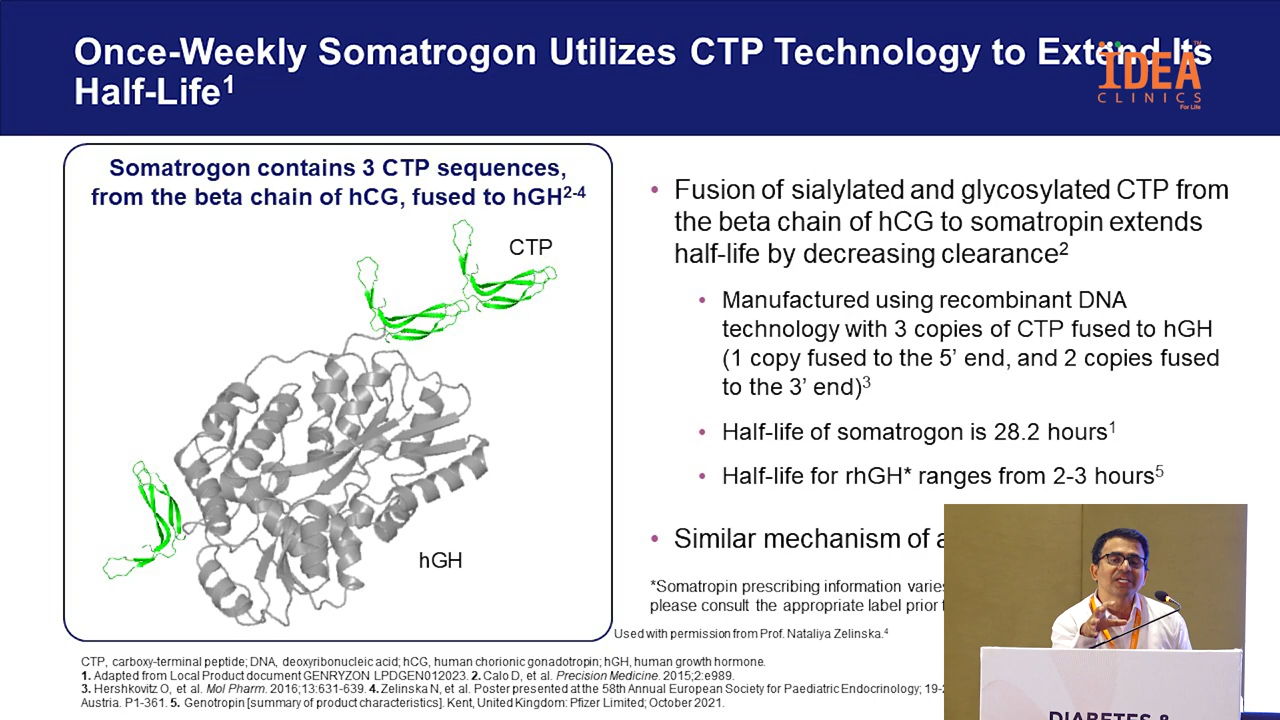 Once-Weekly Somatrogon Utilizes CTP Technology to Extend Its
Half-Life1
IDEA
CLINICS
For Life
TM
Somatrogon contains 3 CTP sequences,
from the beta chain of hCG, fused to hGH2-4
CTP
hGH
• Fusion of sialylated and glycosylated CTP from
the beta chain of hCG to somatropin extends
half-life by decreasing clearance2
• Manufactured using recombinant DNA
technology with 3 copies of CTP fused to hGH
(1 copy fused to the 5’ end, and 2 copies fused
to the 3’ end)3
• Half-life of somatrogon is 28.2 hours1
• Half-life for rhGH* ranges from 2-3 hours5
• Similar mechanism of
*Somatropin prescribing information varies
please consult the appropriate label prior
Used with permission from Prof. Nataliya Zelinska.4
CTP, carboxy-terminal peptide; DNA, deoxyribonucleic acid; hCG, human chorionic gonadotropin; hGH, human growth hormone.
1. Adapted from Local Product document GENRYZON LPDGEN012023. 2. Calo D, et al. Precision Medicine. 2015;2:e989.
3. Hershkovitz O, et al. Mol Pharm. 2016;13:631-639. 4. Zelinska N, et al. Poster presented at the 58th Annual European Society for Paediatric Endocrinology; 19-
Austria. P1-361. 5. Genotropin [summary of product characteristics]. Kent, United Kingdom: Pfizer Limited; October 2021.
DIABETES &